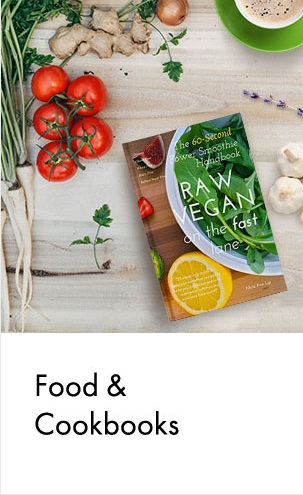 The 60-Second
Power Smoothie
Handbook
RAW
VEGAN
on the fast
lane
Food &
Cookbooks